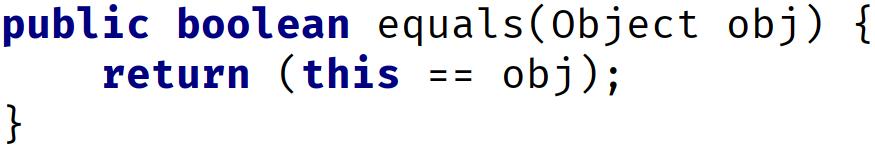 public boolean equals(Object obj) {
    return (this == obj);
}